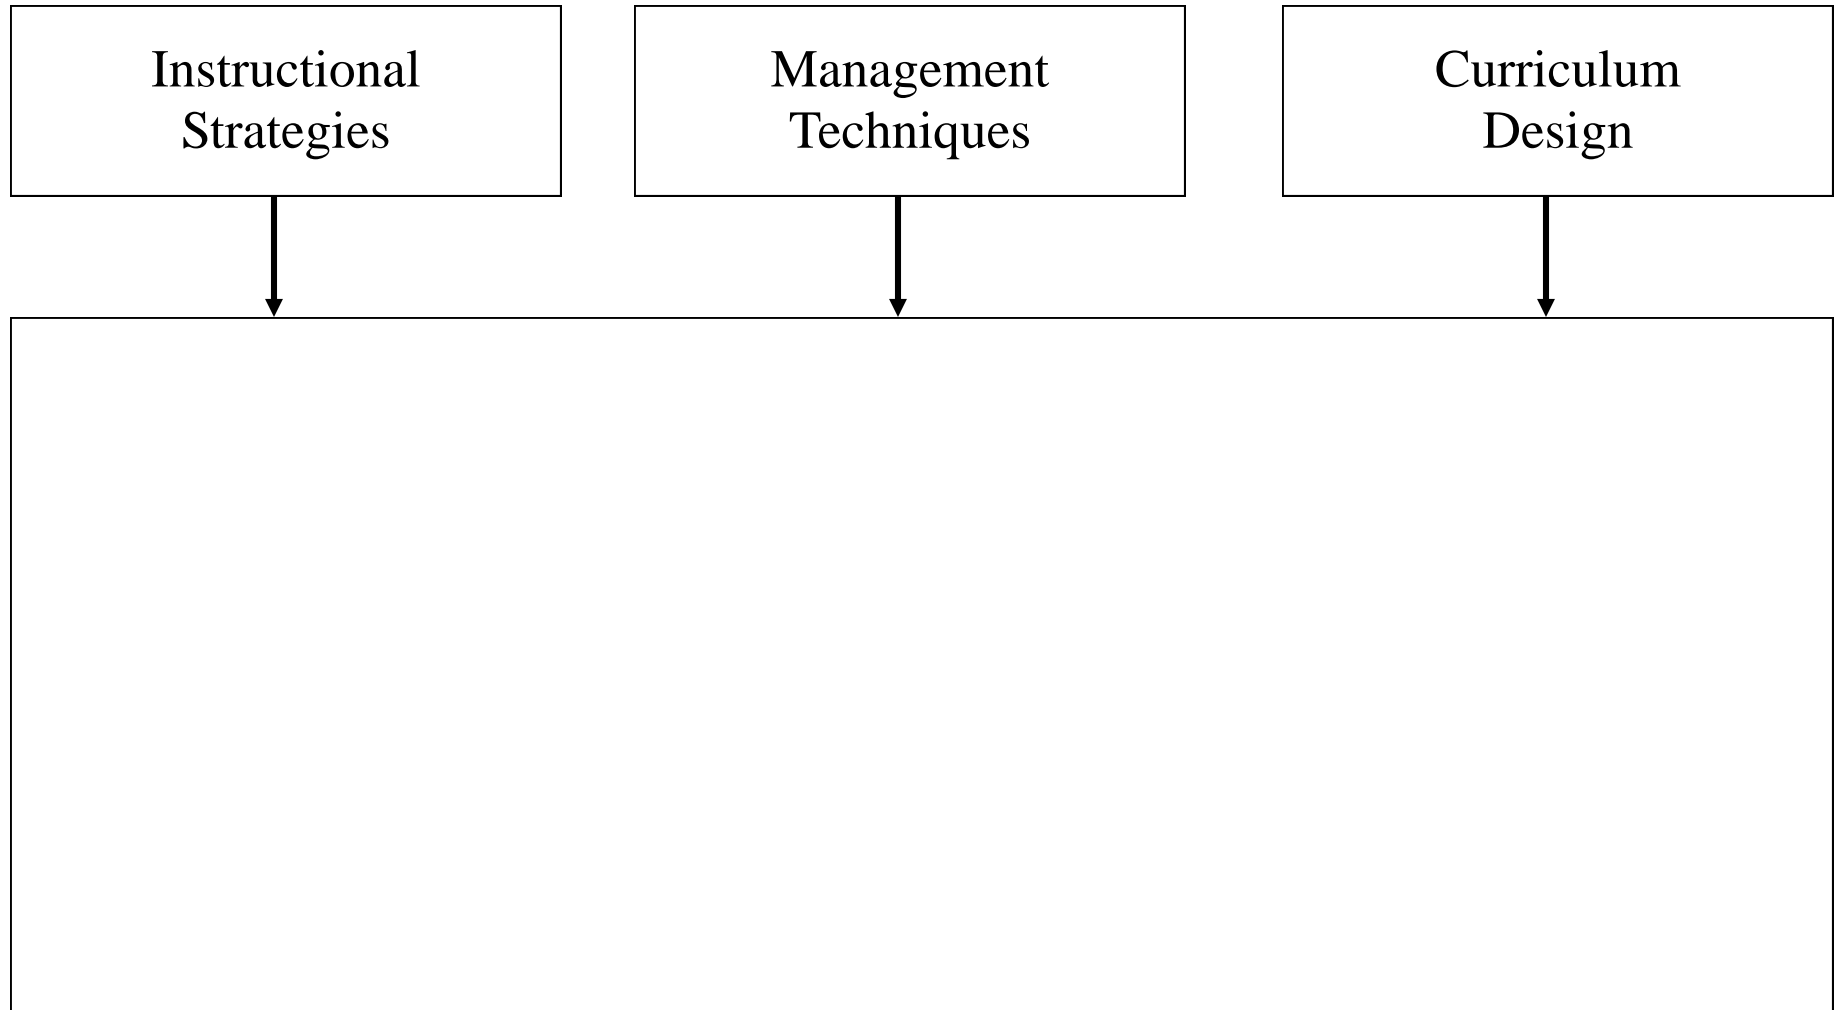 Instructional
Strategies
Management
Techniques
Curriculum
Design